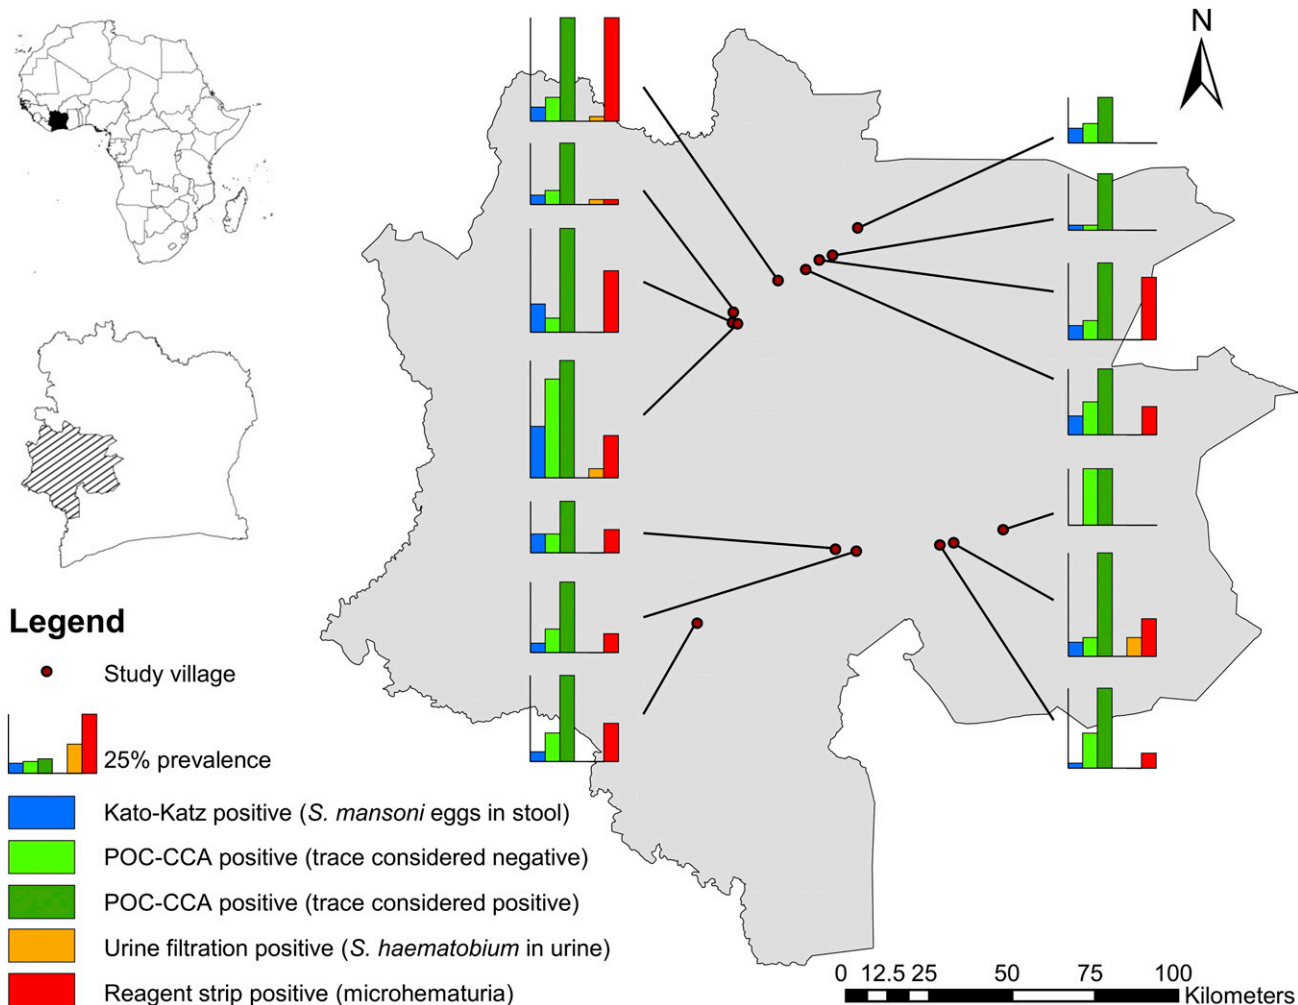 N
Legend
Study village
25% prevalence
Kato-Katz positive (S. mansoni eggs in stool)
POC-CCA positive (trace considered negative)
POC-CCA positive (trace considered positive)
Urine filtration positive (S. haematobium in urine)
Reagent strip positive (microhematuria)
0 12.5 25 50 75 100
Kilometers